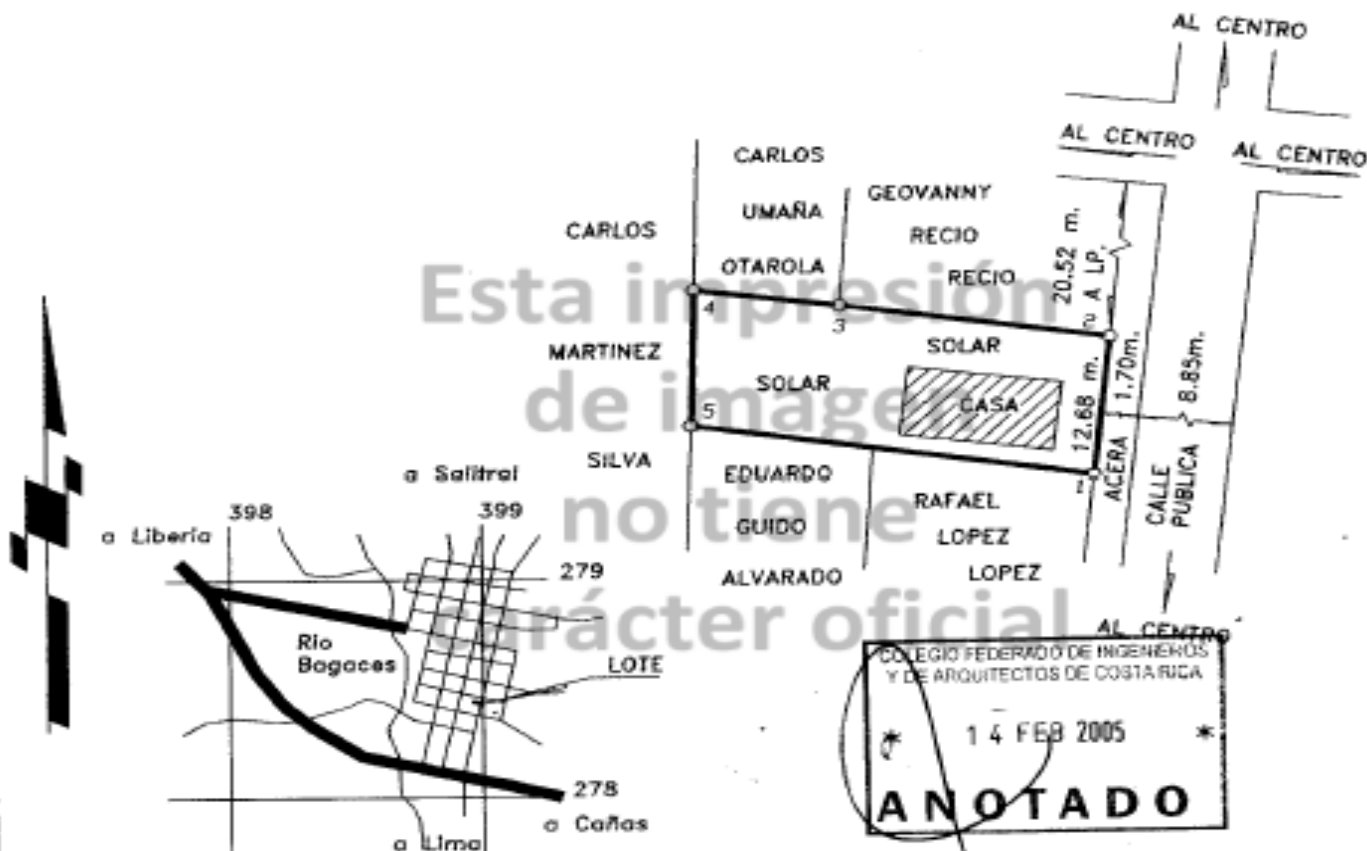 AL CENTRO
AL CENTRO
AL CENTRO
CARLOS
UMAÑA
OTAROLA
GEOVANNY
RECIO
RECIO
CARLOS
MARTINEZ
SILVA
20.52 m.
A LP.
4
3
5
SOLAR
SOLAR
CASA
12.68 m.
ACERA 1.70m.
CALLE PUBLICA 8.85m.
EDUARDO
GUIDO
ALVARADO
RAFAEL
LOPEZ
LOPEZ
AL CENTRO
Esta impresión
de imagen
no tiene
carácter oficial
a Salitral
398
399
a Liberia
279
Rio
Bagaces
LOTE
278
a Cañas
a Lima
COLEGIO FEDERADO DE INGENIEROS
Y DE ARQUITECTOS DE COSTA RICA
* 14 FEB 2005 *
ANOTADO